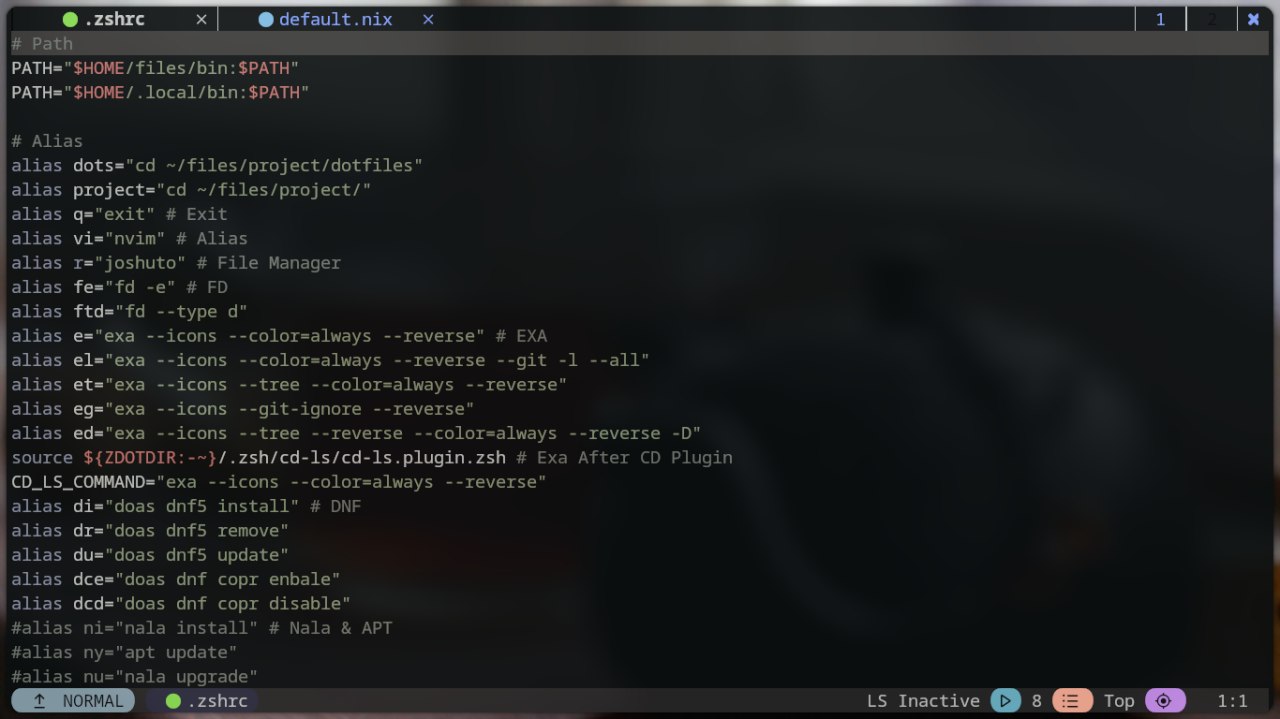 .zshrc × default.nix × 1 2 ×
# Path
PATH="$HOME/files/bin:$PATH"
PATH="$HOME/.local/bin:$PATH"
# Alias
alias dots="cd ~/files/project/dotfiles"
alias project="cd ~/files/project/"
alias q="exit" # Exit
alias vi="nvim" # Alias
alias r="joshuto" # File Manager
alias fe="fd -e" # FD
alias ftd="fd --type d"
alias e="exa --icons --color=always --reverse" # EXA
alias el="exa --icons --color=always --reverse --git -l --all"
alias et="exa --icons --tree --color=always --reverse"
alias eg="exa --icons --git-ignore --reverse"
alias ed="exa --icons --tree --reverse --color=always --reverse -D"
source ${ZDOTDIR:-~}/.zsh/cd-ls/cd-ls.plugin.zsh # Exa After CD Plugin
CD_LS_COMMAND="exa --icons --color=always --reverse"
alias di="doas dnf5 install" # DNF
alias dr="doas dnf5 remove"
alias du="doas dnf5 update"
alias dce="doas dnf copr enbale"
alias dcd="doas dnf copr disable"
#alias ni="nala install" # Nala & APT
#alias ny="apt update"
#alias nu="nala upgrade"
NORMAL .zshrc LS Inactive 8 Top 1:1